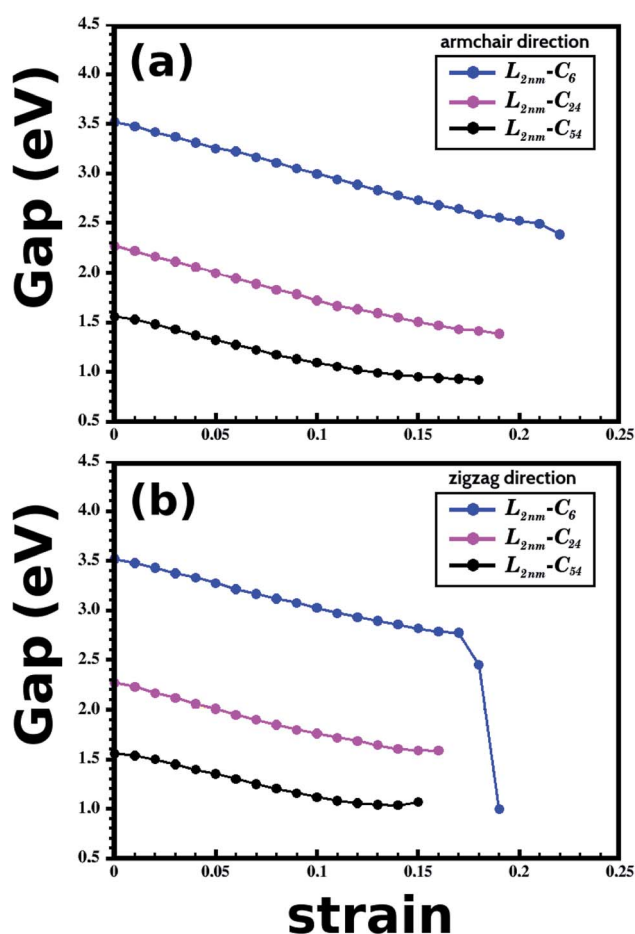 (a)
armchair direction
L2nm-C6
L2nm-C24
L2nm-C54
Gap (eV)
4.5
4.0
3.5
3.0
2.5
2.0
1.5
1.0
0.5
0 0.05 0.1 0.15 0.2 0.25
(b)
zigzag direction
L2nm-C6
L2nm-C24
L2nm-C54
Gap (eV)
4.5
4.0
3.5
3.0
2.5
2.0
1.5
1.0
0.5
0 0.05 0.1 0.15 0.2 0.25
strain